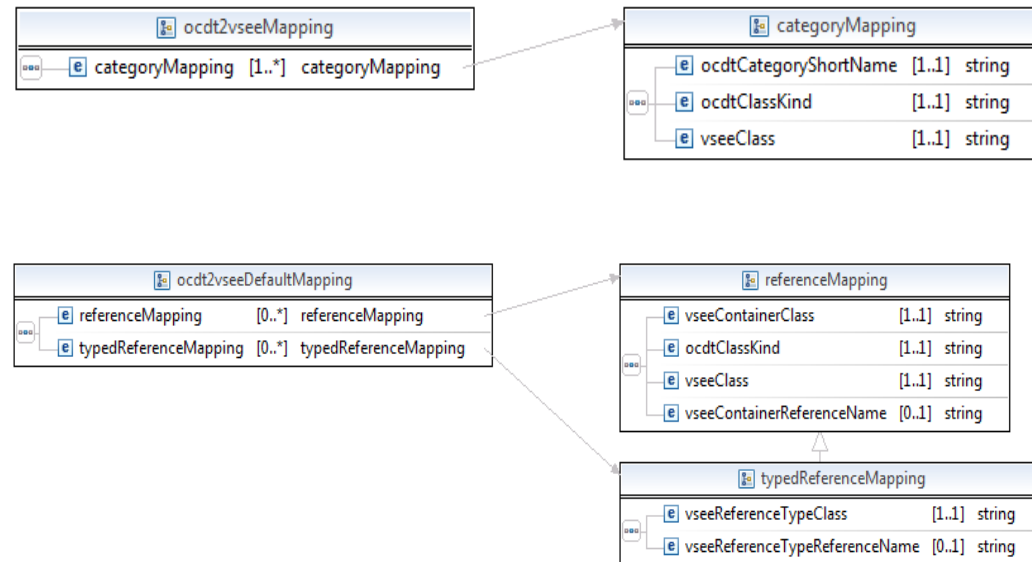 ocdt2vseeMapping
e categoryMapping [1..*] categoryMapping
categoryMapping
e ocdtCategoryShortName [1..1] string
e ocdtClassKind [1..1] string
e vseeClass [1..1] string
ocdt2vseeDefaultMapping
e referenceMapping [0..*] referenceMapping
e typedReferenceMapping [0..*] typedReferenceMapping
referenceMapping
e vseeContainerClass [1..1] string
e ocdtClassKind [1..1] string
e vseeClass [1..1] string
e vseeContainerReferenceName [0..1] string
typedReferenceMapping
e vseeReferenceTypeClass [1..1] string
e vseeReferenceTypeReferenceName [0..1] string